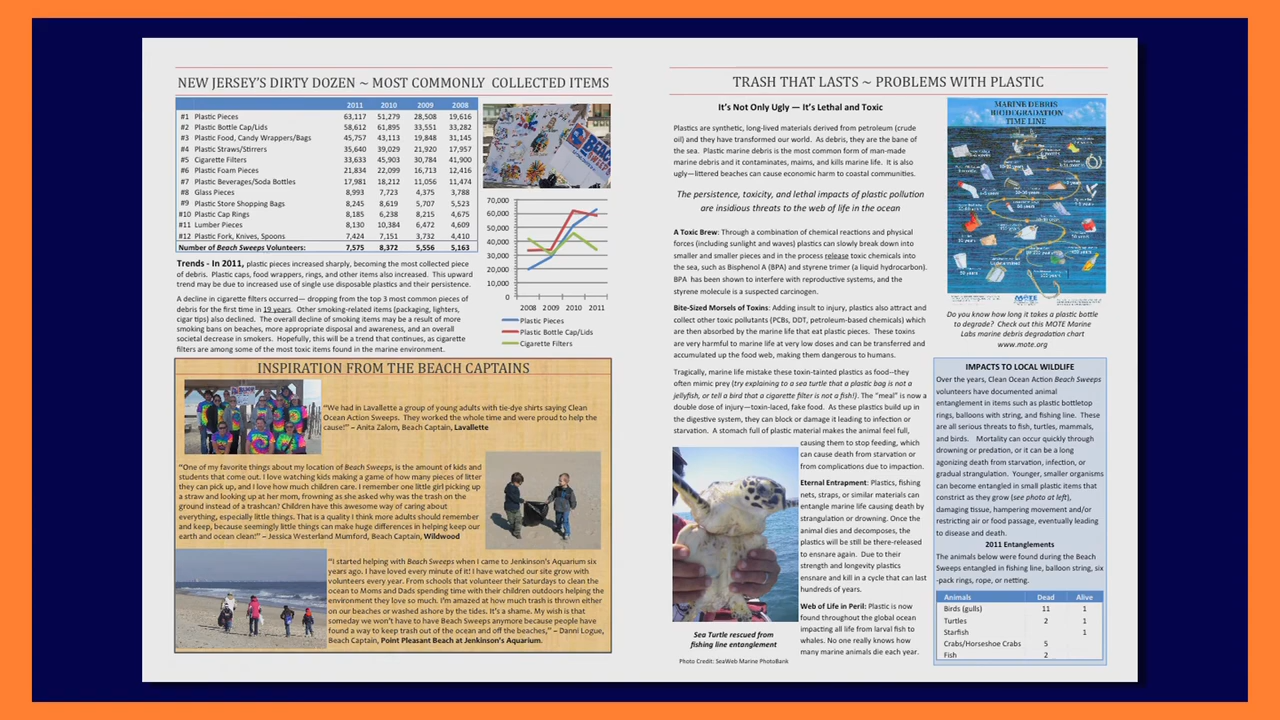 NEW JERSEY'S DIRTY DOZEN ~ MOST COMMONLY COLLECTED ITEMS
2011 2010 2009 2008
#1 Plastic Pieces 63,117 51,279 28,508 19,616
#2 Plastic Bottle Cap/Lids 58,612 61,895 33,551 33,282
#3 Plastic Food, Candy Wrappers/Bags 45,757 43,113 19,848 31,145
#4 Plastic Straws/Stirrers 35,640 39,029 21,920 17,957
#5 Cigarette Filters 33,633 45,903 30,784 41,900
#6 Plastic Foam Pieces 21,834 22,099 16,713 12,416
#7 Plastic Beverages/Soda Bottles 17,981 18,212 11,056 11,474
#8 Glass Pieces 8,993 7,723 4,375 3,788
#9 Plastic Store Shopping Bags 8,245 8,619 5,707 5,523
#10 Plastic Cap Rings 8,185 6,238 8,215 4,675
#11 Lumber Pieces 8,130 10,384 6,472 4,609
#12 Plastic Fork, Knives, Spoons 7,424 7,151 3,732 4,410
Number of Beach Sweeps Volunteers: 7,575 8,372 5,556 5,163
70,000
60,000
50,000
40,000
30,000
20,000
10,000
0
2008 2009 2010 2011
Plastic Pieces
Plastic Bottle Cap/Lids
Cigarette Filters
Trends - In 2011, plastic pieces increased sharply, becoming the most collected piece
of debris. Plastic caps, food wrappers, rings, and other items also increased. This upward
trend may be due to increased use of single use disposable plastics and their persistence.
A decline in cigarette filters occurred— dropping from the top 3 most common pieces of
debris for the first time in 19 years. Other smoking-related items (packaging, lighters,
cigar tips) also declined. The overall decline of smoking items may be a result of more
smoking bans on beaches, more appropriate disposal and awareness, and an overall
societal decrease in smokers. Hopefully, this will be a trend that continues, as cigarette
filters are among some of the most toxic items found in the marine environment.
INSPIRATION FROM THE BEACH CAPTAINS
"We had in Lavallette a group of young adults with tie-dye shirts saying Clean
Ocean Action Sweeps. They worked the whole time and were proud to help the
cause!" – Anita Zalom, Beach Captain, Lavallette
"One of my favorite things about my location of Beach Sweeps, is the amount of kids and
students that come out. I love watching kids making a game of how many pieces of litter
they can pick up, and I love how much children care. I remember one little girl picking up
a straw and looking up at her mom, frowning as she asked why was the trash on the
ground instead of a trashcan? Children have this awesome way of caring about
everything, especially little things. That is a quality I think more adults should remember
and keep, because seemingly little things can make huge differences in helping keep our
earth and ocean clean!" – Jessica Westerland Mumford, Beach Captain, Wildwood
"I started helping with Beach Sweeps when I came to Jenkinson's Aquarium six
years ago. I have loved every minute of it! I have watched our site grow with
volunteers every year. From schools that volunteer their Saturdays to clean the
ocean to Moms and Dads spending time with their children outdoors helping the
environment they love so much. I'm amazed at how much trash is thrown either
on our beaches or washed ashore by the tides. It's a shame. My wish is that
someday we won't have to have Beach Sweeps anymore because people have
found a way to keep trash out of the ocean and off the beaches," – Danni Logue,
Beach Captain, Point Pleasant Beach at Jenkinson's Aquarium.
TRASH THAT LASTS ~ PROBLEMS WITH PLASTIC
It's Not Only Ugly — It's Lethal and Toxic
Plastics are synthetic, long-lived materials derived from petroleum (crude
oil) and they have transformed our world. As debris, they are the bane of
the sea. Plastic marine debris is the most common form of man-made
marine debris and it contaminates, maims, and kills marine life. It is also
ugly—littered beaches can cause economic harm to coastal communities.
The persistence, toxicity, and lethal impacts of plastic pollution
are insidious threats to the web of life in the ocean
A Toxic Brew: Through a combination of chemical reactions and physical
forces (including sunlight and waves) plastics can slowly break down into
smaller and smaller pieces and in the process release toxic chemicals into
the sea, such as Bisphenol A (BPA) and styrene trimer (a liquid hydrocarbon).
BPA has been shown to interfere with reproductive systems, and the
styrene molecule is a suspected carcinogen.
Bite-Sized Morsels of Toxins: Adding insult to injury, plastics also attract and
collect other toxic pollutants (PCBs, DDT, petroleum-based chemicals) which
are then absorbed by the marine life that eat plastic pieces. These toxins
are very harmful to marine life at very low doses and can be transferred and
accumulated up the food web, making them dangerous to humans.
Tragically, marine life mistake these toxin-tainted plastics as food--they
often mimic prey (try explaining to a sea turtle that a plastic bag is not a
jellyfish, or tell a bird that a cigarette filter is not a fish!). The "meal" is now a
double dose of injury—toxin-laced, fake food. As these plastics build up in
the digestive system, they can block or damage it leading to infection or
starvation. A stomach full of plastic material makes the animal feel full,
causing them to stop feeding, which
can cause death from starvation or
from complications due to impaction.
Eternal Entrapment: Plastics, fishing
nets, straps, or similar materials can
entangle marine life causing death by
strangulation or drowning. Once the
animal dies and decomposes, the
plastics will be still be there-released
to ensnare again. Due to their
strength and longevity plastics
ensnare and kill in a cycle that can last
hundreds of years.
Web of Life in Peril: Plastic is now
found throughout the global ocean
impacting all life from larval fish to
whales. No one really knows how
many marine animals die each year.
Sea Turtle rescued from
fishing line entanglement
Photo Credit: SeaWeb Marine PhotoBank
MARINE DEBRIS
BIODEGRADATION
TIME LINE
MOTE
Do you know how long it takes a plastic bottle
to degrade? Check out this MOTE Marine
Labs marine debris degradation chart
www.mote.org
IMPACTS TO LOCAL WILDLIFE
Over the years, Clean Ocean Action Beach Sweeps
volunteers have documented animal
entanglement in items such as plastic bottletop
rings, balloons with string, and fishing line. These
are all serious threats to fish, turtles, mammals,
and birds. Mortality can occur quickly through
drowning or predation, or it can be a long
agonizing death from starvation, infection, or
gradual strangulation. Younger, smaller organisms
can become entangled in small plastic items that
constrict as they grow (see photo at left),
damaging tissue, hampering movement and/or
restricting air or food passage, eventually leading
to disease and death.
2011 Entanglements
The animals below were found during the Beach
Sweeps entangled in fishing line, balloon string, six
-pack rings, rope, or netting.
Animals Dead Alive
Birds (gulls) 11 1
Turtles 2 1
Starfish 1
Crabs/Horseshoe Crabs 5
Fish 2